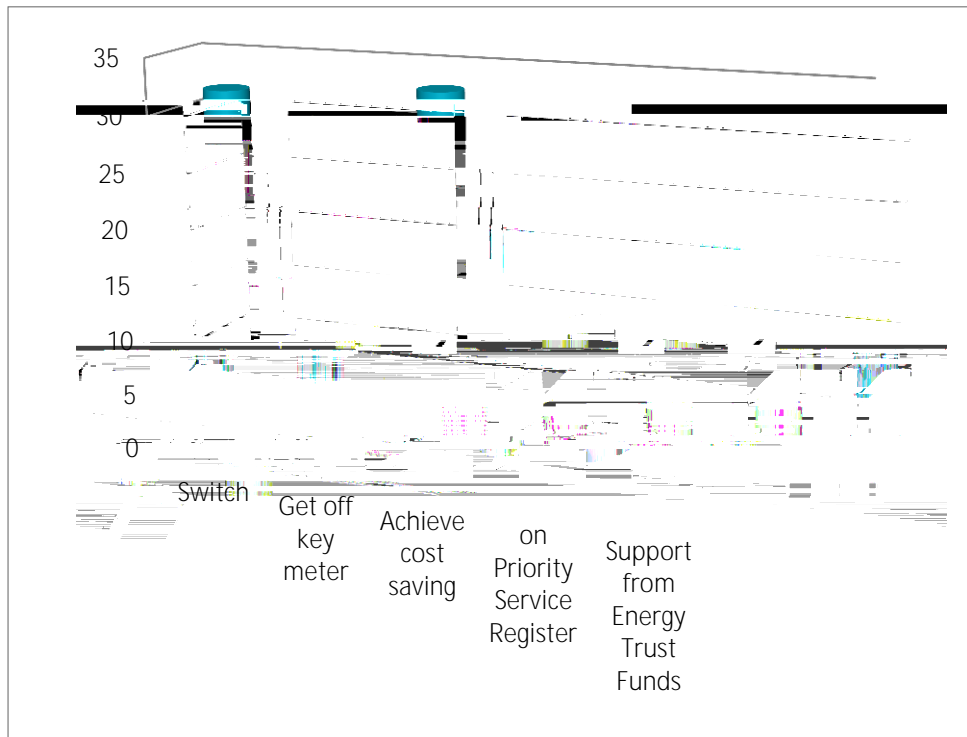 35
30
25
20
15
10
5
0
Switch
Get off
key
meter
Achieve
cost
saving
on
Priority
Service
Register
Support
from
Energy
Trust
Funds